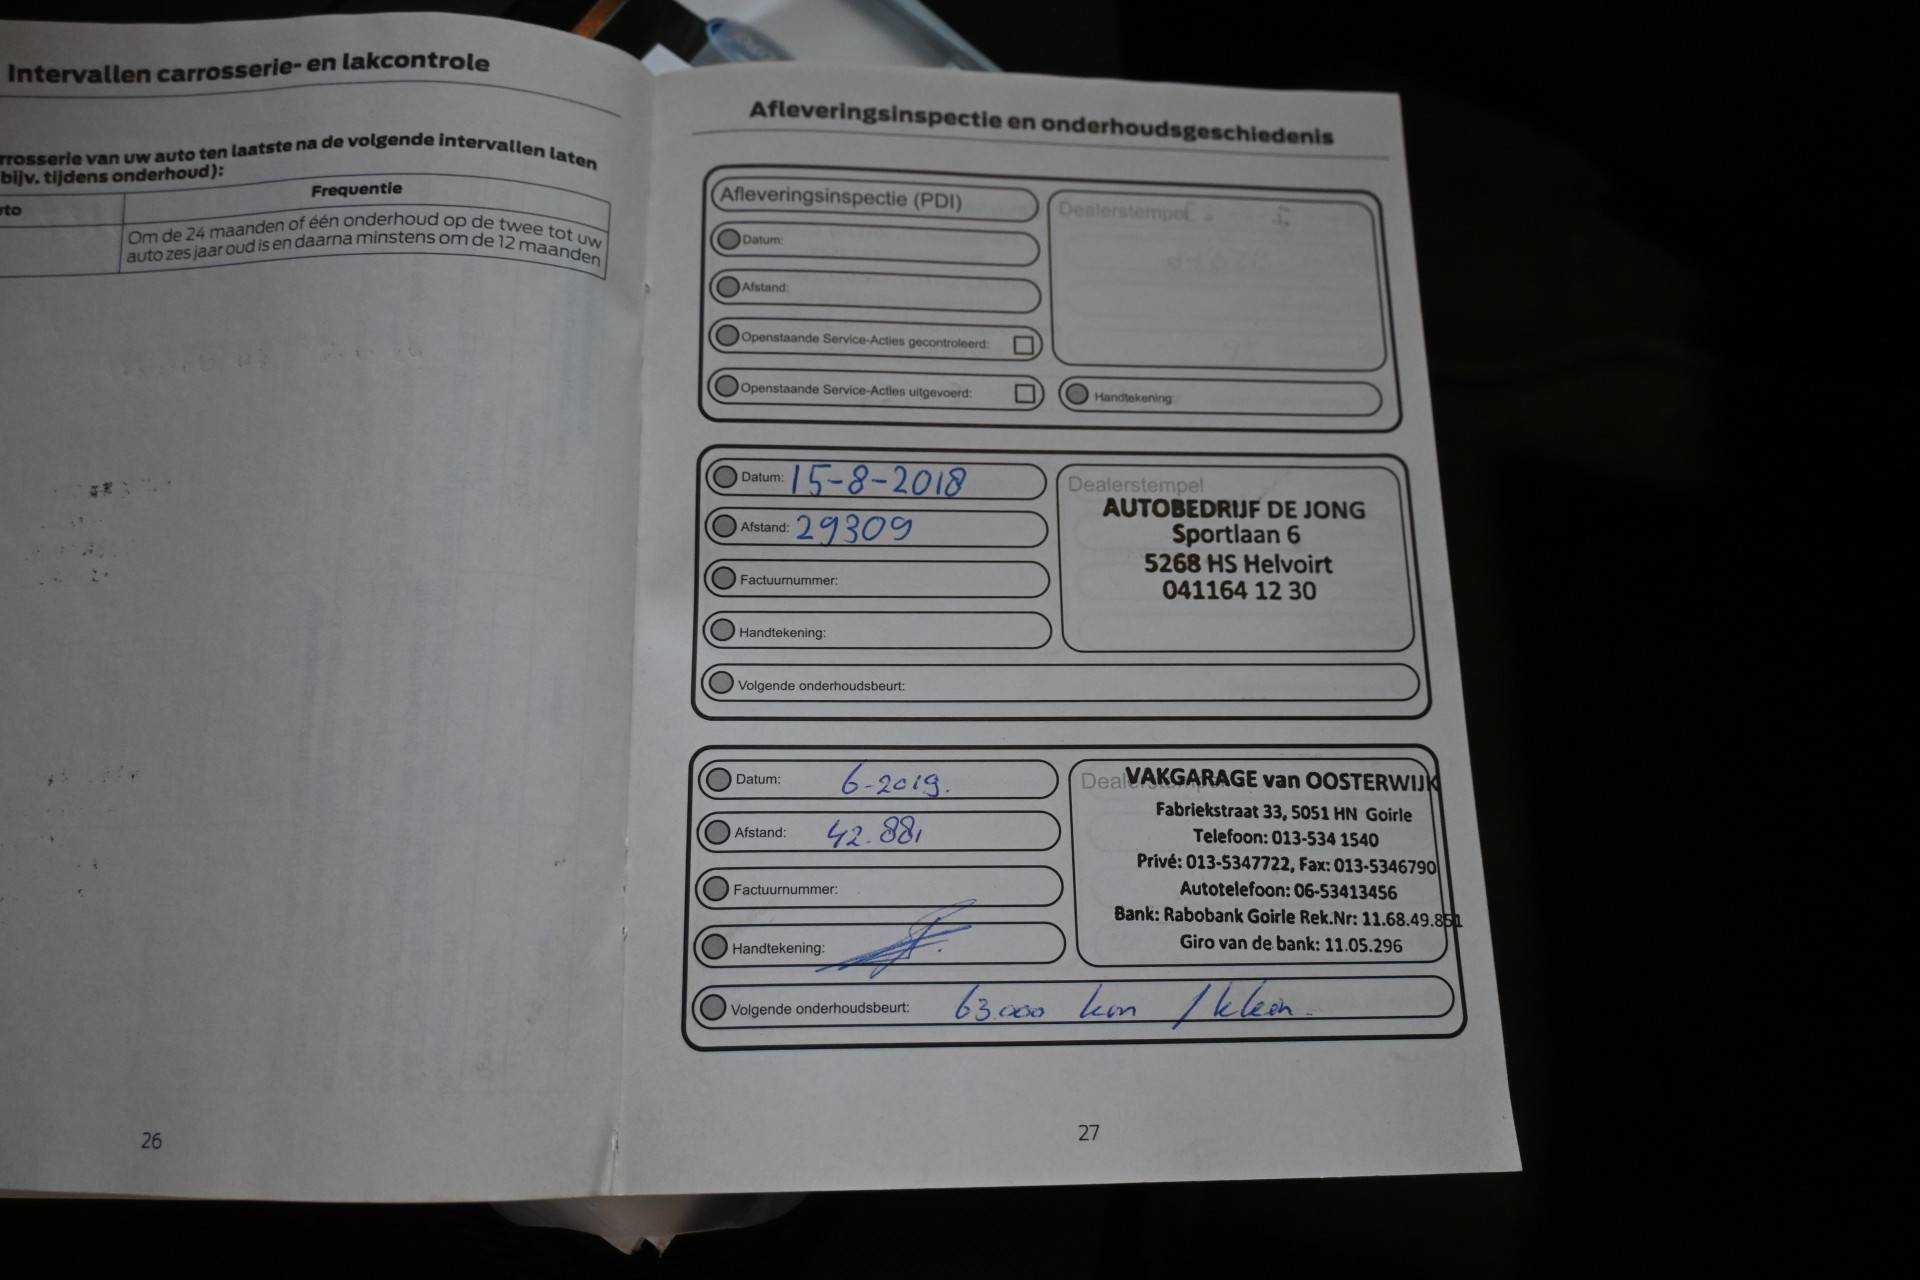 Intervallen carrosserie- en lakcontrole
rrosserie van uw auto ten laatste na de volgende intervallen laten
bijv. tijdens onderhoud):
to
Frequentie
Om de 24 maanden of één onderhoud op de twee tot uw
auto zes jaar oud is en daarna minstens om de 12 maanden
26
Afleveringsinspectie en onderhoudsgeschiedenis
Afleveringsinspectie (PDI)
Dealerstempel
Datum:
Afstand:
Openstaande Service-Acties gecontroleerd:
Openstaande Service-Acties uitgevoerd:
Handtekening:
Datum: 15-8-2018
Afstand: 29309
Factuurnummer:
Handtekening:
Dealerstempel
AUTOBEDRIJF DE JONG
Sportlaan 6
5268 HS Helvoirt
041164 12 30
Volgende onderhoudsbeurt:
Datum: 6-2019.
Afstand: 42.881
Factuurnummer:
Handtekening:
Dealerstempel
VAKGARAGE van OOSTERWIJK
Fabriekstraat 33, 5051 HN Goirle
Telefoon: 013-534 1540
Privé: 013-5347722, Fax: 013-5346790
Autotelefoon: 06-53413456
Bank: Rabobank Goirle Rek.Nr: 11.68.49.851
Giro van de bank: 11.05.296
Volgende onderhoudsbeurt: 63.000 km / klein.
27